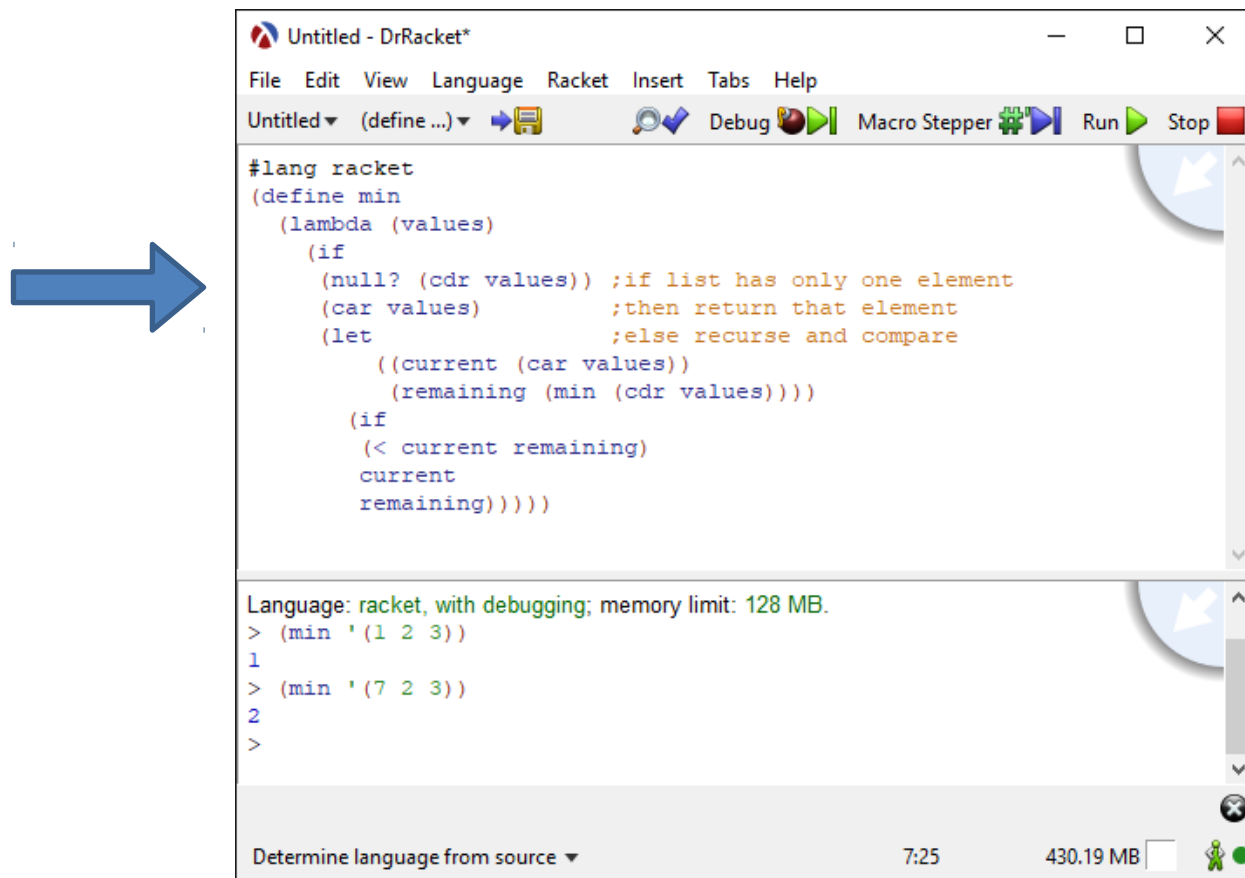 Untitled - DrRacket*
File Edit View Language Racket Insert Tabs Help
Untitled (define ...) Debug Macro Stepper #' Run Stop
#lang racket
(define min
  (lambda (values)
    (if
     (null? (cdr values)) ;if list has only one element
     (car values)         ;then return that element
     (let                 ;else recurse and compare
         ((current (car values))
          (remaining (min (cdr values))))
       (if
        (< current remaining)
        current
        remaining)))))
Language: racket, with debugging; memory limit: 128 MB.
> (min '(1 2 3))
1
> (min '(7 2 3))
2
>
Determine language from source 7:25 430.19 MB